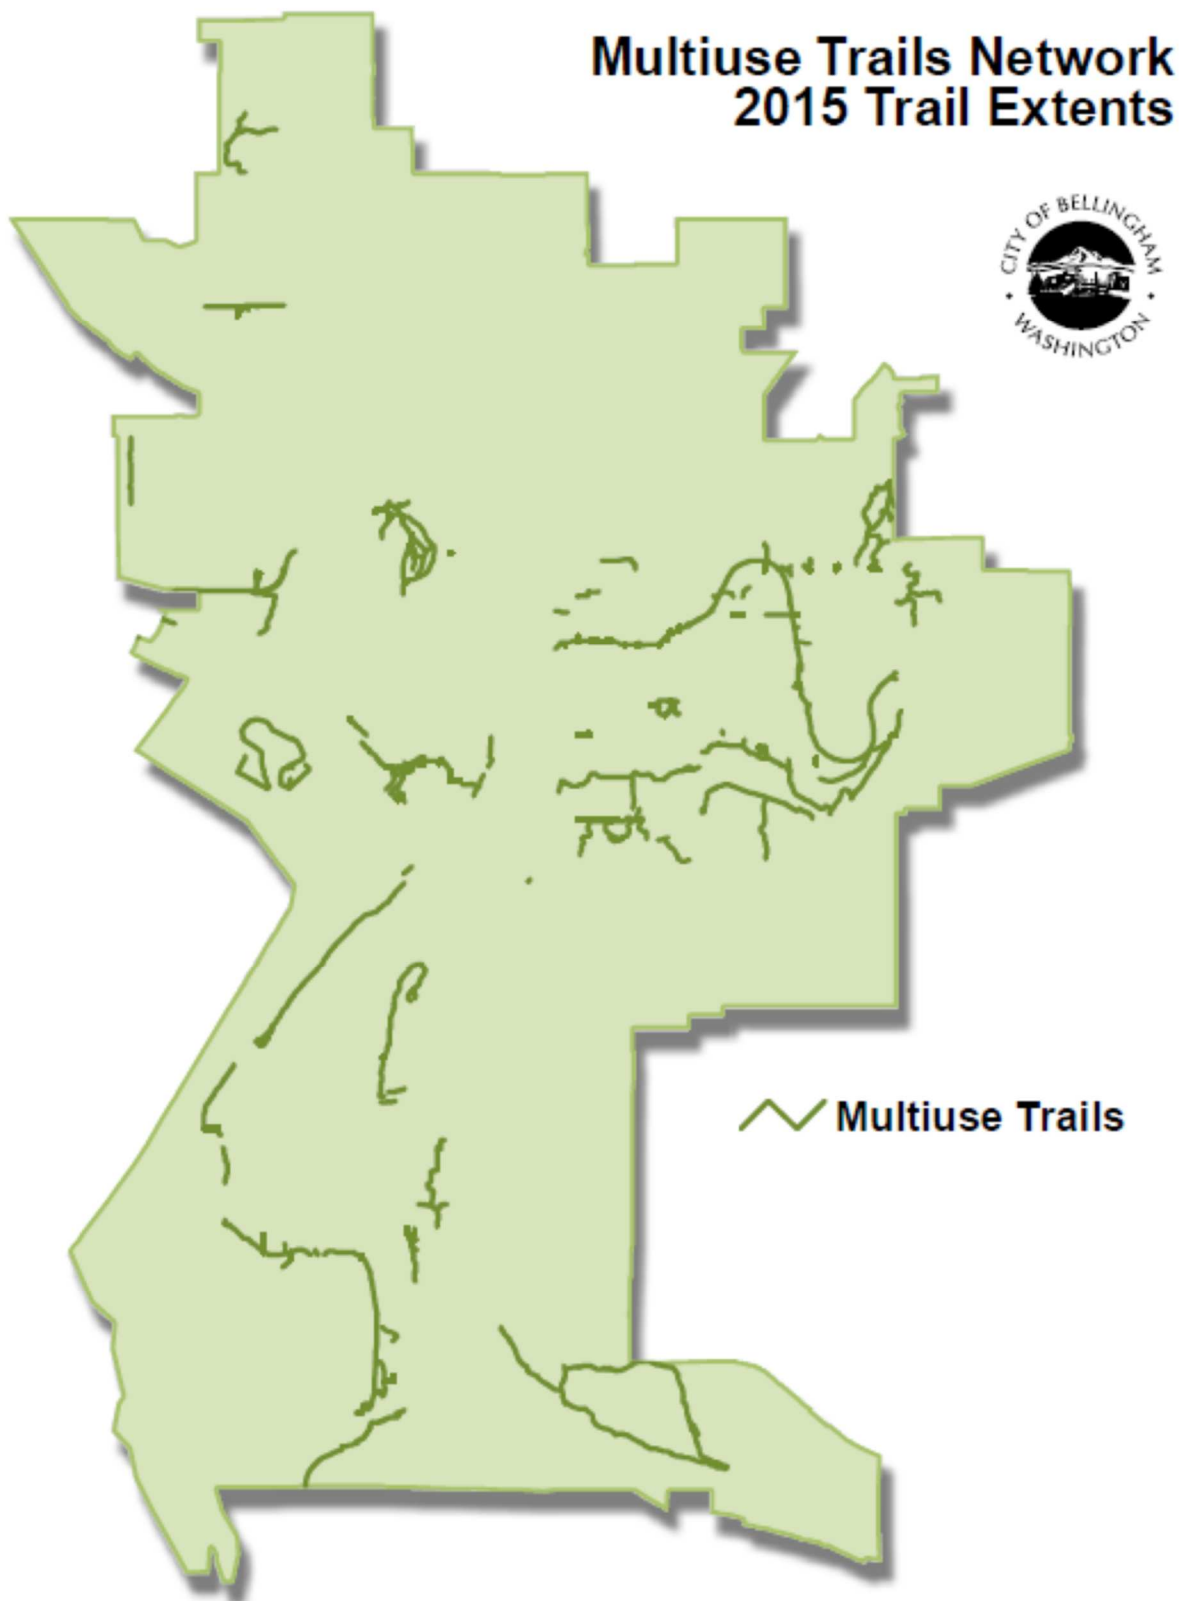 Multiuse Trails Network
2015 Trail Extents
CITY OF BELLINGHAM
• WASHINGTON •
Multiuse Trails